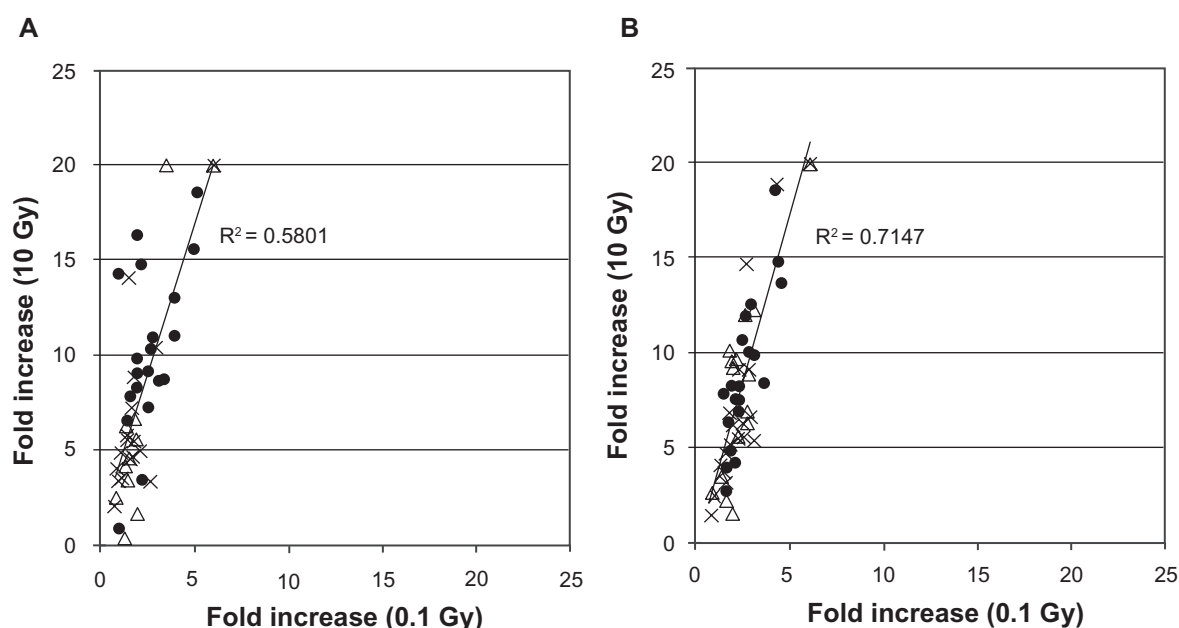 A
25
20
15
10
5
0
Fold increase (10 Gy)
R² = 0.5801
0 5 10 15 20 25
Fold increase (0.1 Gy)
B
25
20
15
10
5
0
Fold increase (10 Gy)
R² = 0.7147
0 5 10 15 20 25
Fold increase (0.1 Gy)